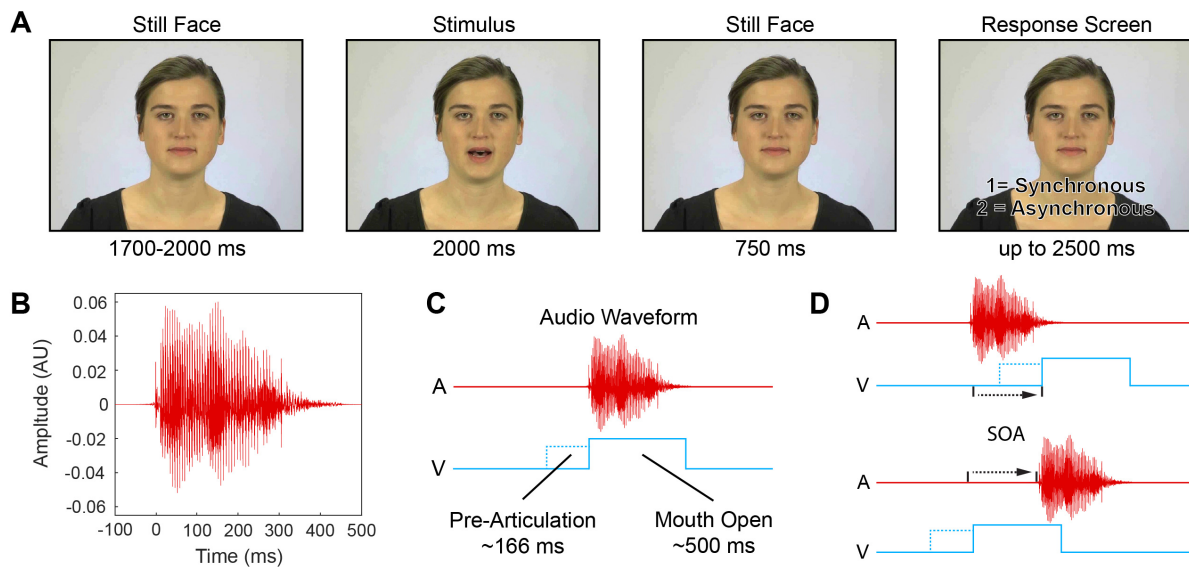 A
Still Face
Stimulus
Still Face
Response Screen
1= Synchronous
2 = Asynchronous
1700-2000 ms
2000 ms
750 ms
up to 2500 ms
B
Ampltude (AU)
0.06
0.04
0.02
0
-0.02
-0.04
-0.06
-100
0
100
200
300
400
500
Time (ms)
C
Audio Waveform
A
V
Pre-Articulation
~166 ms
Mouth Open
~500 ms
D
A
V
SOA
A
V